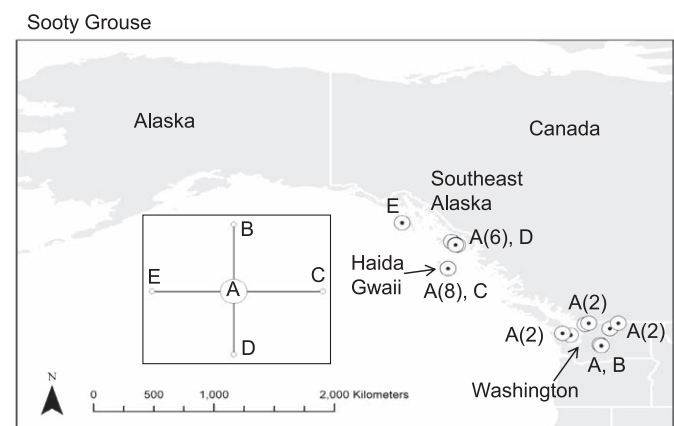 Sooty Grouse
Alaska
Canada
Southeast
Alaska
E
A(6), D
Haida
Gwaii
A(8), C
B
E
A
C
D
A(2)
A(2)
A(2)
A, B
Washington
N
0 500 1,000 2,000 Kilometers